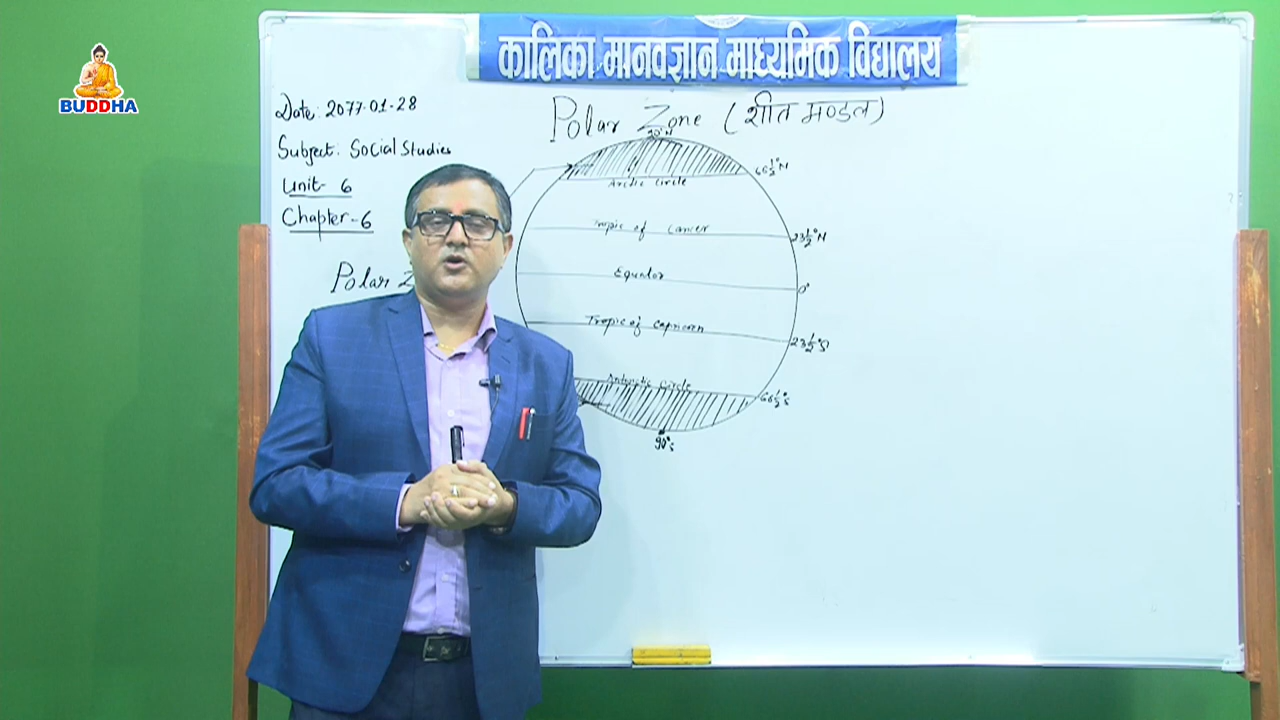 BUDDHA
कालिका मानवज्ञान माध्यमिक विद्यालय
Date: 2077-01-28
Subject: Social Studies
Unit- 6
Chapter-6
Polar Z
Polar Zone (शीत मण्डल)
90°N
66½°N
Arctic Circle
Tropic of Cancer
23½°N
Equator
0°
Tropic of Capricorn
23½°S
Antarctic Circle
66½°S
90°S